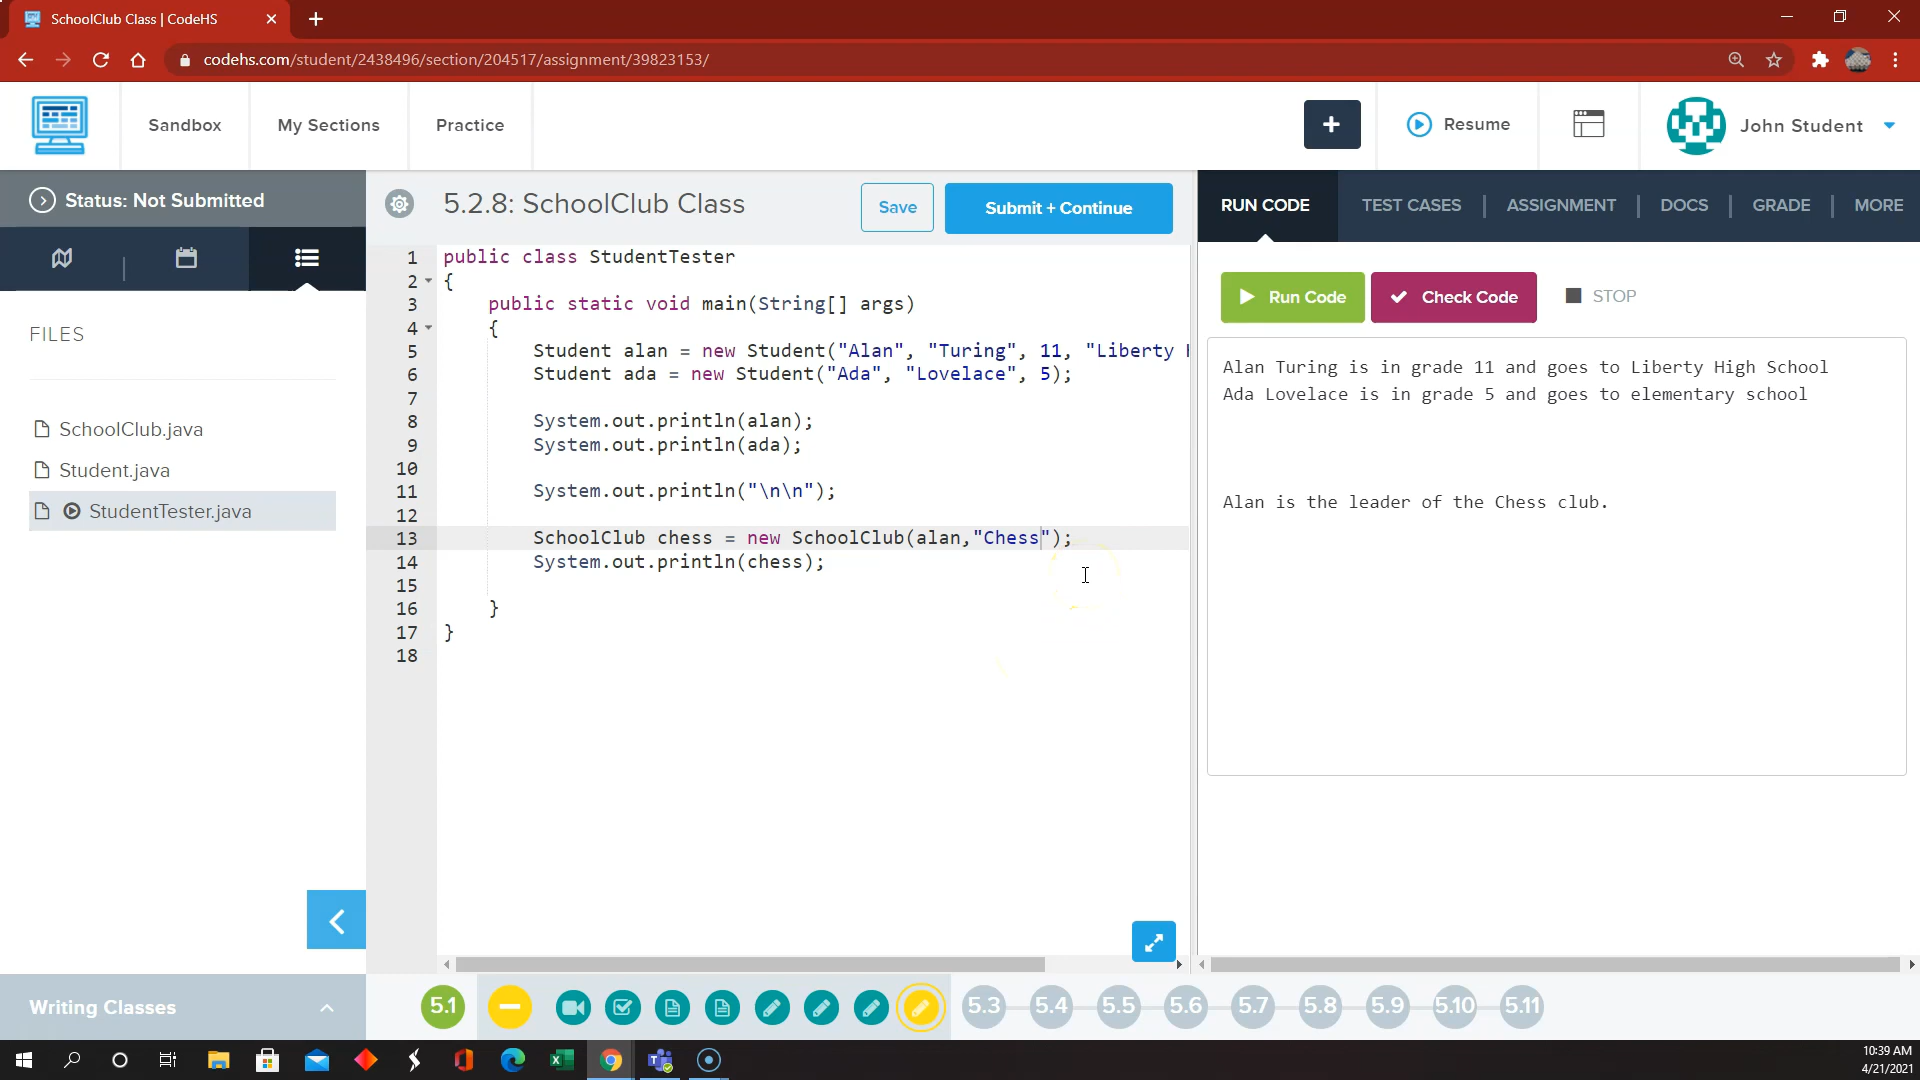 SchoolClub Class | CodeHS
codehs.com/student/2438496/section/204517/assignment/39823153/
Sandbox
My Sections
Practice
+
Resume
John Student
Status: Not Submitted
5.2.8: SchoolClub Class
Save
Submit + Continue
RUN CODE
TEST CASES
ASSIGNMENT
DOCS
GRADE
MORE
FILES
SchoolClub.java
Student.java
StudentTester.java
1 public class StudentTester
2 {
3 public static void main(String[] args)
4 {
5 Student alan = new Student("Alan", "Turing", 11, "Liberty
6 Student ada = new Student("Ada", "Lovelace", 5);
7
8 System.out.println(alan);
9 System.out.println(ada);
10
11 System.out.println("\n\n");
12
13 SchoolClub chess = new SchoolClub(alan,"Chess");
14 System.out.println(chess);
15
16 }
17 }
18
Run Code
Check Code
STOP
Alan Turing is in grade 11 and goes to Liberty High School
Ada Lovelace is in grade 5 and goes to elementary school
Alan is the leader of the Chess club.
Writing Classes
5.1
5.3
5.4
5.5
5.6
5.7
5.8
5.9
5.10
5.11
10:39 AM
4/21/2021